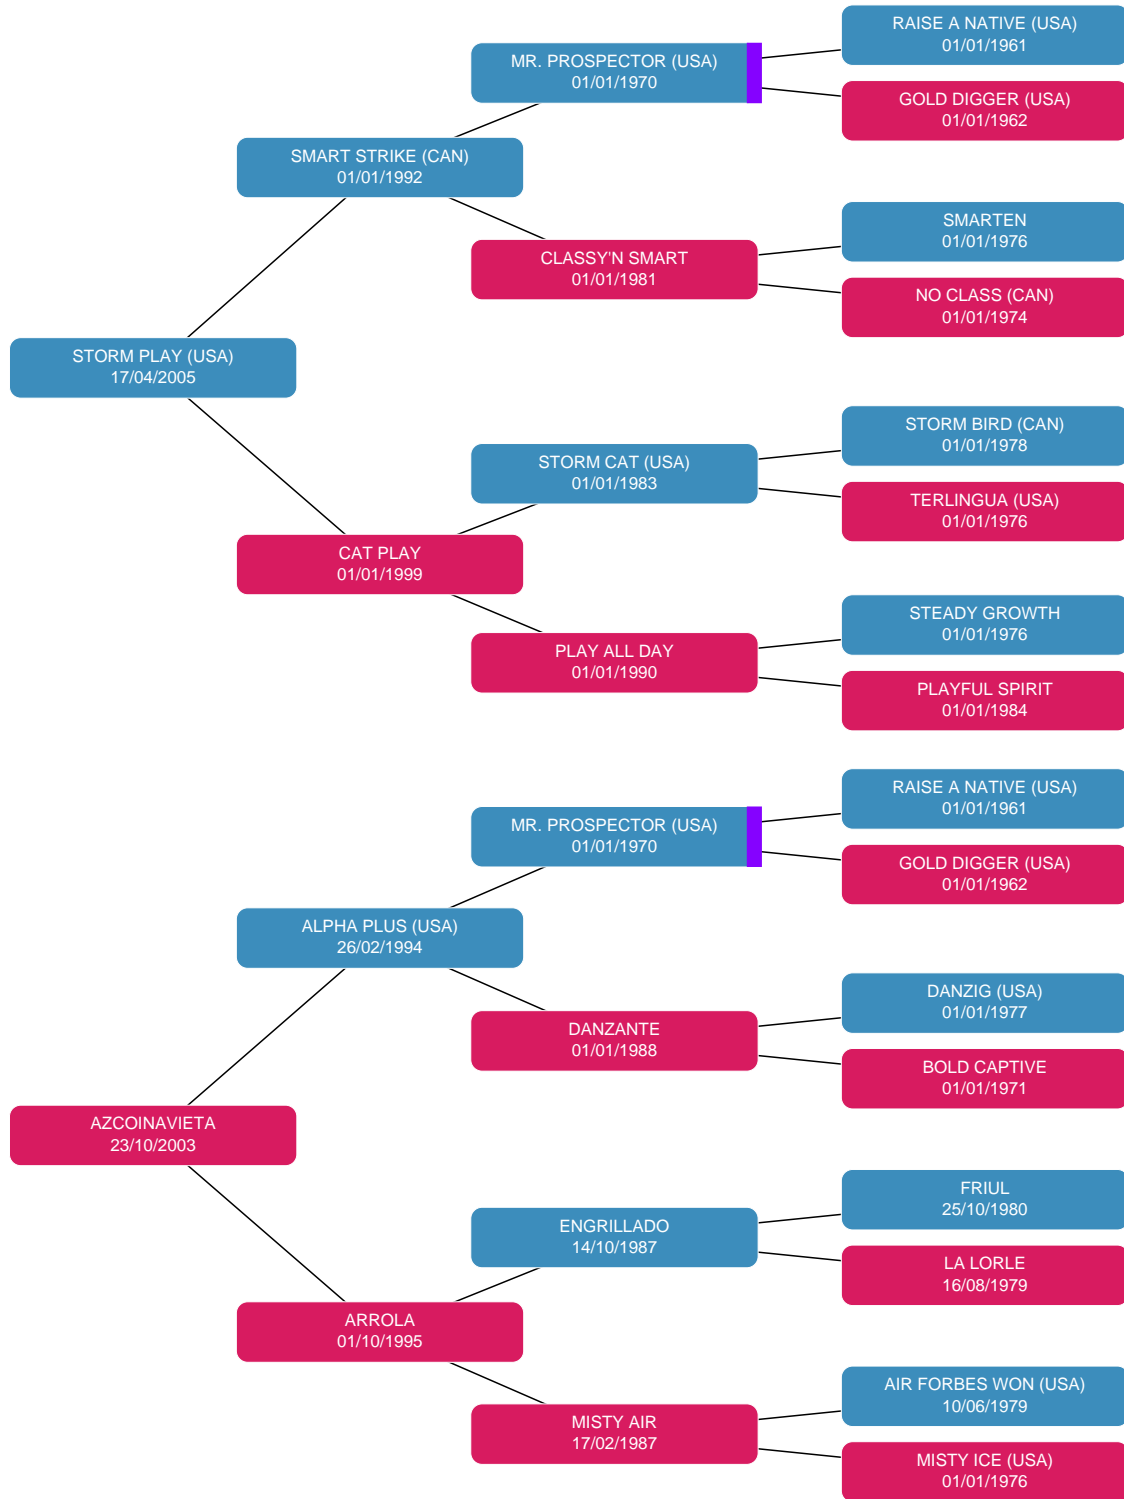 RAISE A NATIVE (USA)
01/01/1961
MR. PROSPECTOR (USA)
01/01/1970
GOLD DIGGER (USA)
01/01/1962
SMART STRIKE (CAN)
01/01/1992
SMARTEN
01/01/1976
CLASSY'N SMART
01/01/1981
NO CLASS (CAN)
01/01/1974
STORM PLAY (USA)
17/04/2005
STORM BIRD (CAN)
01/01/1978
STORM CAT (USA)
01/01/1983
TERLINGUA (USA)
01/01/1976
CAT PLAY
01/01/1999
STEADY GROWTH
01/01/1976
PLAY ALL DAY
01/01/1990
PLAYFUL SPIRIT
01/01/1984
RAISE A NATIVE (USA)
01/01/1961
MR. PROSPECTOR (USA)
01/01/1970
GOLD DIGGER (USA)
01/01/1962
ALPHA PLUS (USA)
26/02/1994
DANZIG (USA)
01/01/1977
DANZANTE
01/01/1988
BOLD CAPTIVE
01/01/1971
AZCOINAVIETA
23/10/2003
FRIUL
25/10/1980
ENGRILLADO
14/10/1987
LA LORLE
16/08/1979
ARROLA
01/10/1995
AIR FORBES WON (USA)
10/06/1979
MISTY AIR
17/02/1987
MISTY ICE (USA)
01/01/1976